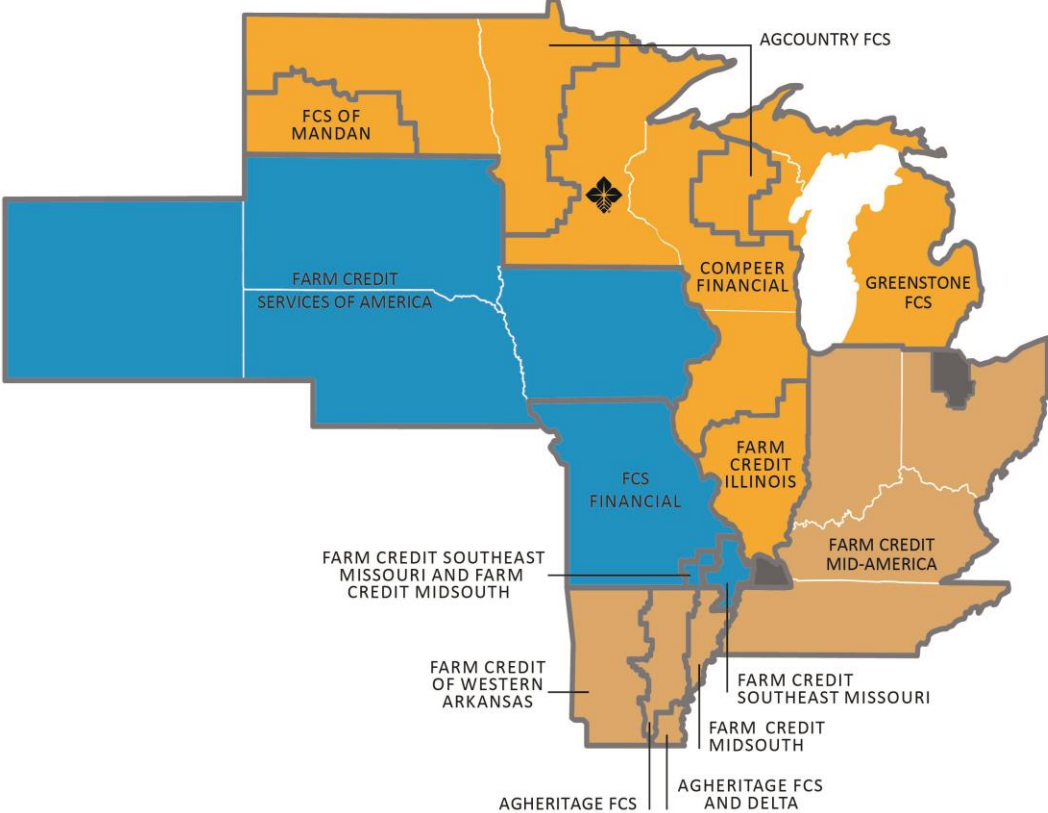 AGCOUNTRY FCS
FCS OF
MANDAN
COMPEER
FINANCIAL
GREENSTONE
FCS
FARM CREDIT
SERVICES OF AMERICA
FARM
CREDIT
ILLINOIS
FCS
FINANCIAL
FARM CREDIT
MID-AMERICA
FARM CREDIT SOUTHEAST
MISSOURI AND FARM
CREDIT MIDSOUTH
FARM CREDIT
OF WESTERN
ARKANSAS
FARM CREDIT
SOUTHEAST MISSOURI
FARM CREDIT
MIDSOUTH
AGHERITAGE FCS
AND DELTA
AGHERITAGE FCS